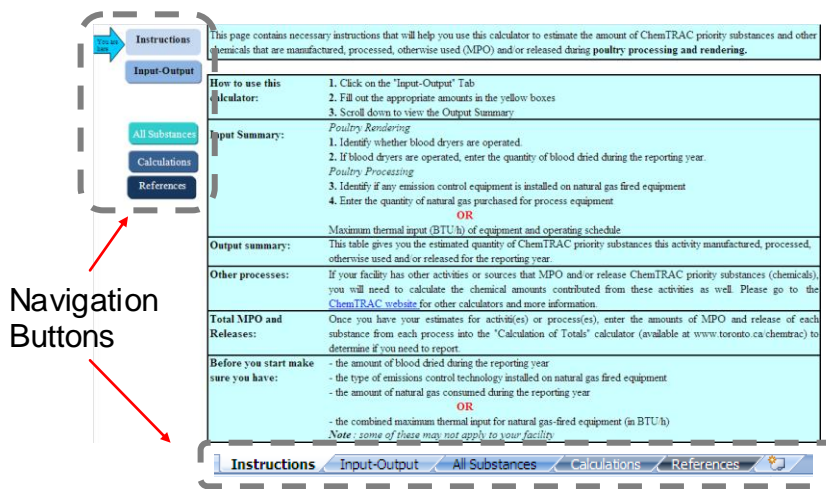 You are here
Instructions
Input-Output
All Substances
Calculations
References
Navigation
Buttons
This page contains necessary instructions that will help you use this calculator to estimate the amount of ChemTRAC priority substances and other
chemicals that are manufactured, processed, otherwise used (MPO) and/or released during poultry processing and rendering.
How to use this
calculator:
1. Click on the "Input-Output" Tab
2. Fill out the appropriate amounts in the yellow boxes
3. Scroll down to view the Output Summary
Input Summary:
Poultry Rendering
1. Identify whether blood dryers are operated.
2. If blood dryers are operated, enter the quantity of blood dried during the reporting year.
Poultry Processing
3. Identify if any emission control equipment is installed on natural gas fired equipment
4. Enter the quantity of natural gas purchased for process equipment
OR
Maximum thermal input (BTU/h) of equipment and operating schedule
Output summary:
This table gives you the estimated quantity of ChemTRAC priority substances this activity manufactured, processed,
otherwise used and/or released for the reporting year.
Other processes:
If your facility has other activities or sources that MPO and/or release ChemTRAC priority substances (chemicals),
you will need to calculate the chemical amounts contributed from these activities as well. Please go to the
ChemTRAC website for other calculators and more information.
Total MPO and
Releases:
Once you have your estimates for activiti(es) or process(es), enter the amounts of MPO and release of each
substance from each process into the "Calculation of Totals" calculator (available at www.toronto.ca/chemtrac) to
determine if you need to report.
Before you start make
sure you have:
- the amount of blood dried during the reporting year
- the type of emissions control technology installed on natural gas fired equipment
- the amount of natural gas consumed during the reporting year
OR
- the combined maximum thermal input for natural gas-fired equipment (in BTU/h)
Note : some of these may not apply to your facility
Instructions Input-Output All Substances Calculations References